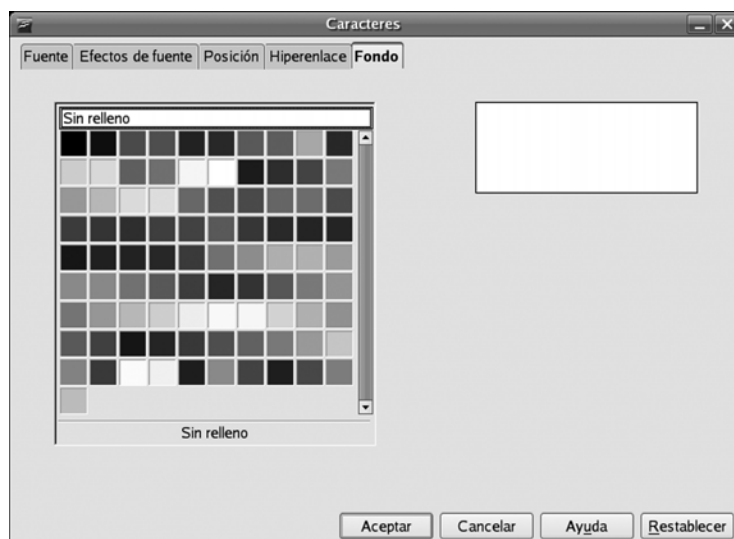 Caracteres
Fuente Efectos de fuente Posición Hiperenlace Fondo
Sin relleno
Sin relleno
Aceptar Cancelar Ayuda Restablecer